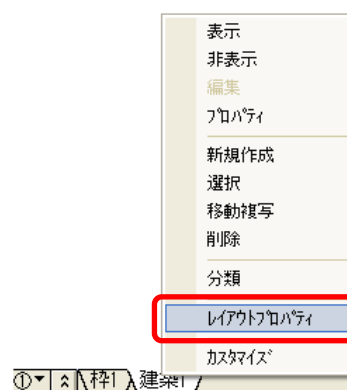 表示
非表示
編集
ﾌﾟﾛﾊﾟﾃｨ
新規作成
選択
移動複写
削除
分類
ﾚｲｱｳﾄﾌﾟﾛﾊﾟﾃｨ
ｶｽﾀﾏｲｽﾞ
① 枠1 建築1